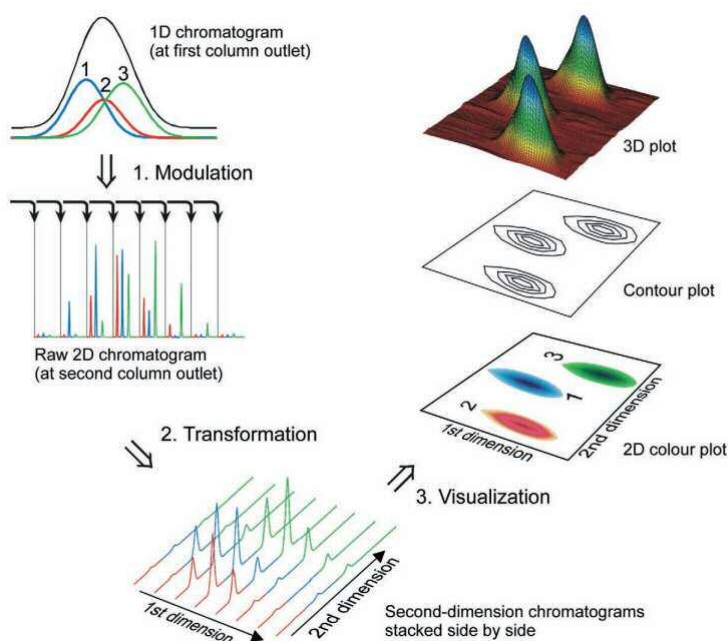 1D chromatogram
(at first column outlet)
1
2
3
1. Modulation
Raw 2D chromatogram
(at second column outlet)
2. Transformation
1st dimension
2nd dimension
Second-dimension chromatograms
stacked side by side
3. Visualization
3D plot
Contour plot
1
2
3
1st dimension
2nd dimension
2D colour plot